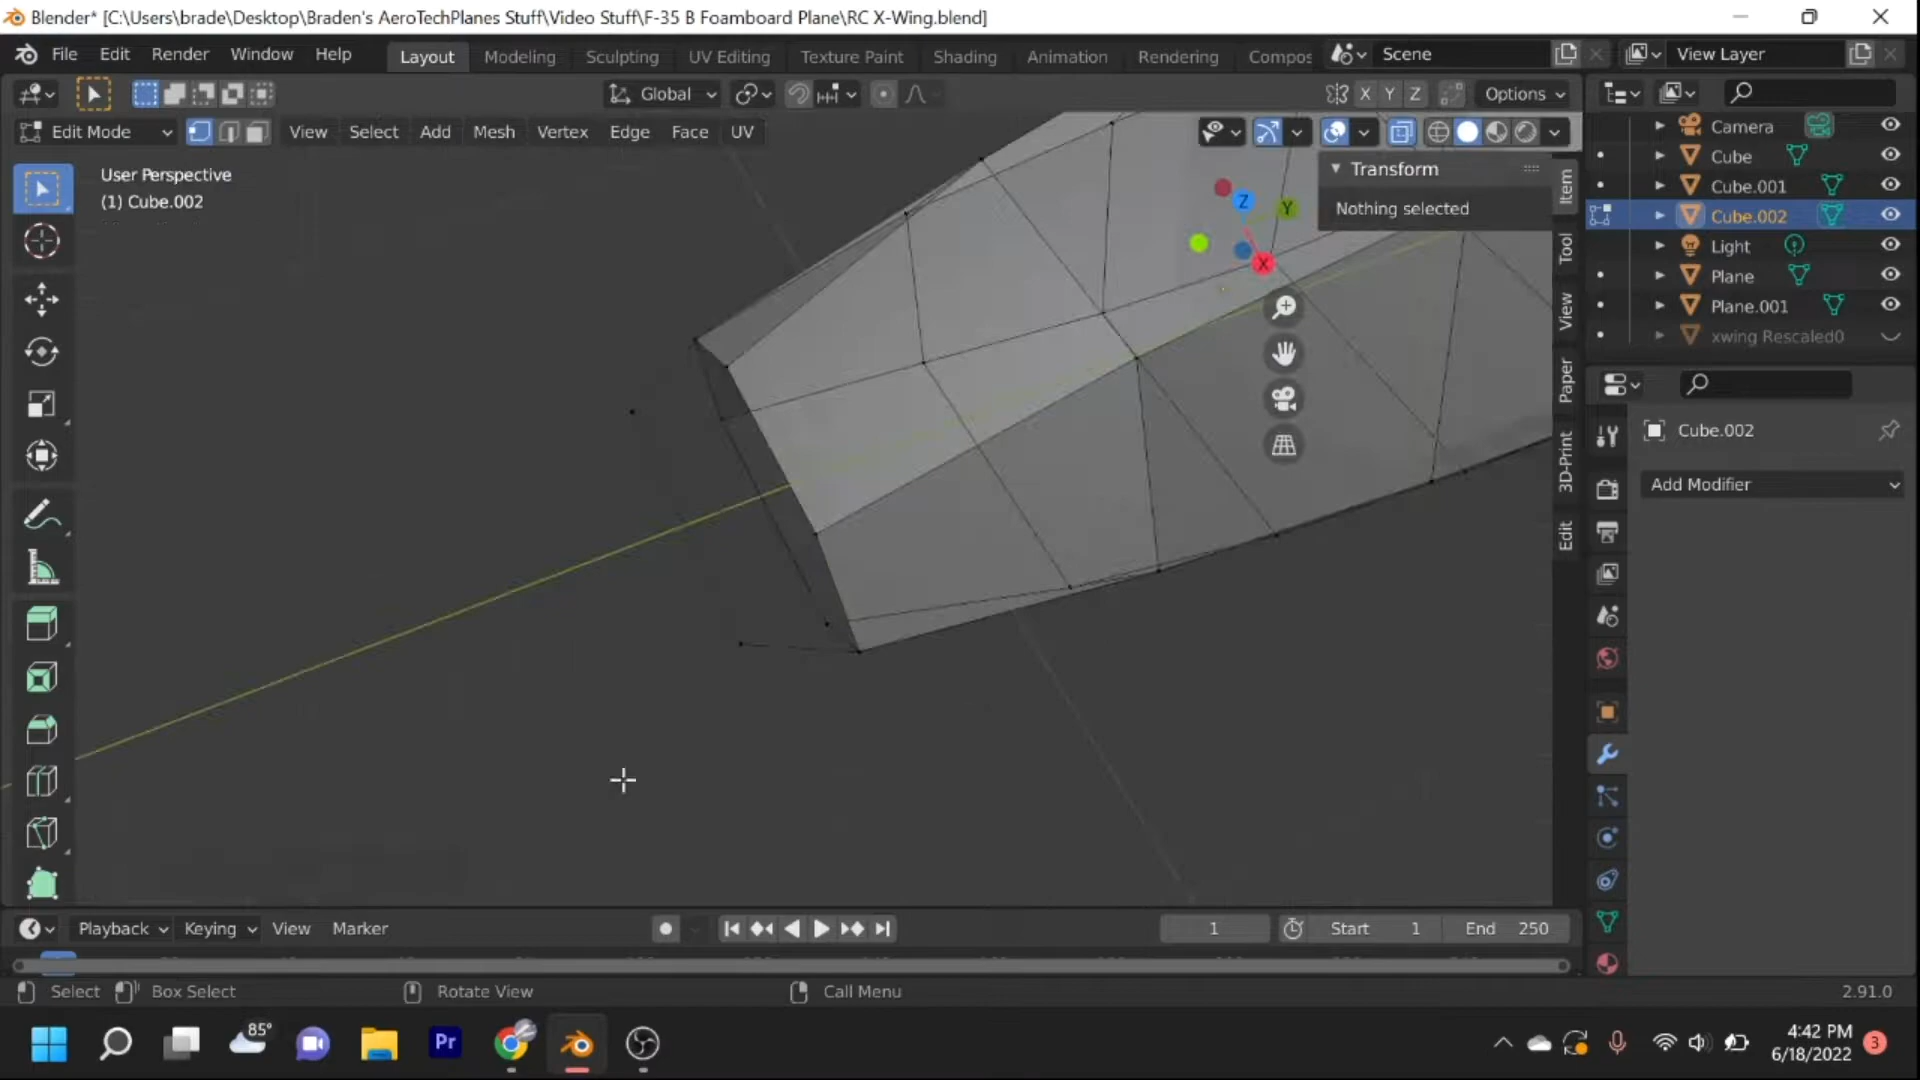 Blender* [C:\Users\brade\Desktop\Braden's AeroTechPlanes Stuff\Video Stuff\F-35 B Foamboard Plane\RC X-Wing.blend]
File Edit Render Window Help Layout Modeling Sculpting UV Editing Texture Paint Shading Animation Rendering Compos Scene View Layer
Global X Y Z Options
Edit Mode View Select Add Mesh Vertex Edge Face UV
User Perspective
(1) Cube.002
Z Y X
Transform
Nothing selected
Item
Tool
View
Paper
3D-Print
Edit
Camera
Cube
Cube.001
Cube.002
Light
Plane
Plane.001
xwing Rescaled0
Cube.002
Add Modifier
Playback Keying View Marker 1 Start 1 End 250
Select Box Select Rotate View Call Menu 2.91.0
85°
Pr
4:42 PM
6/18/2022
3